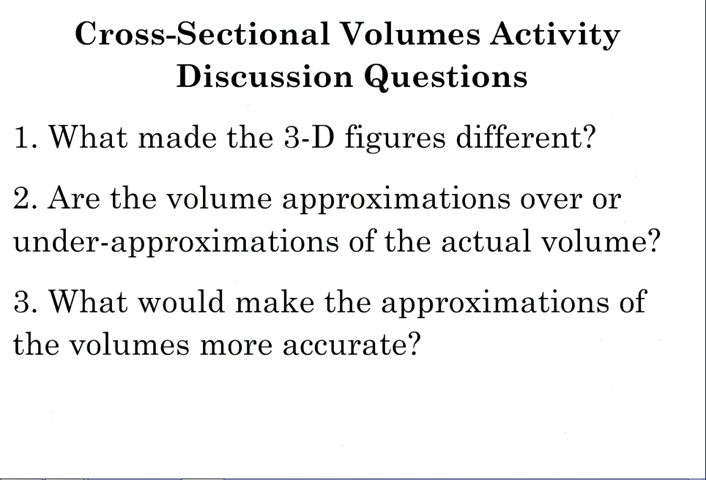 Cross-Sectional Volumes Activity
Discussion Questions
1. What made the 3-D figures different?
2. Are the volume approximations over or
under-approximations of the actual volume?
3. What would make the approximations of
the volumes more accurate?